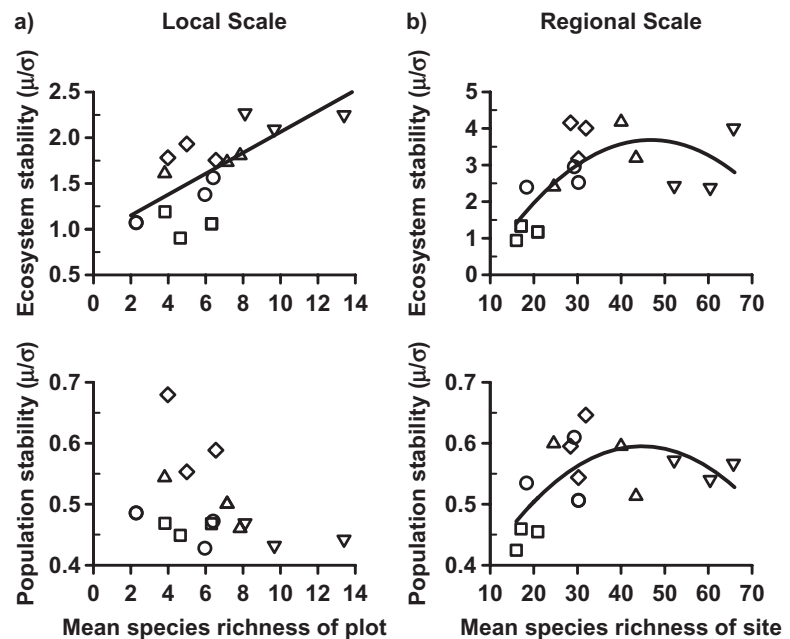 a) Local Scale
b) Regional Scale
Ecosystem stability (μ/σ)
2.5
2.0
1.5
1.0
0.5
0 2 4 6 8 10 12 14
Ecosystem stability (μ/σ)
5
4
3
2
1
0
10 20 30 40 50 60 70
Population stability (μ/σ)
0.7
0.6
0.5
0.4
0 2 4 6 8 10 12 14
Mean species richness of plot
Population stability (μ/σ)
0.7
0.6
0.5
0.4
10 20 30 40 50 60 70
Mean species richness of site